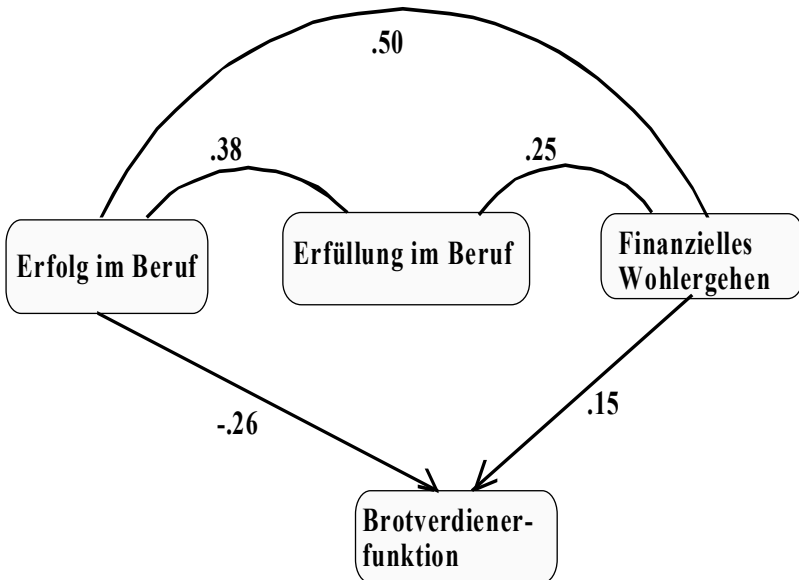 .50
.38
.25
Erfolg im Beruf
Erfüllung im Beruf
Finanzielles
Wohlergehen
-.26
.15
Brotverdiener-
funktion